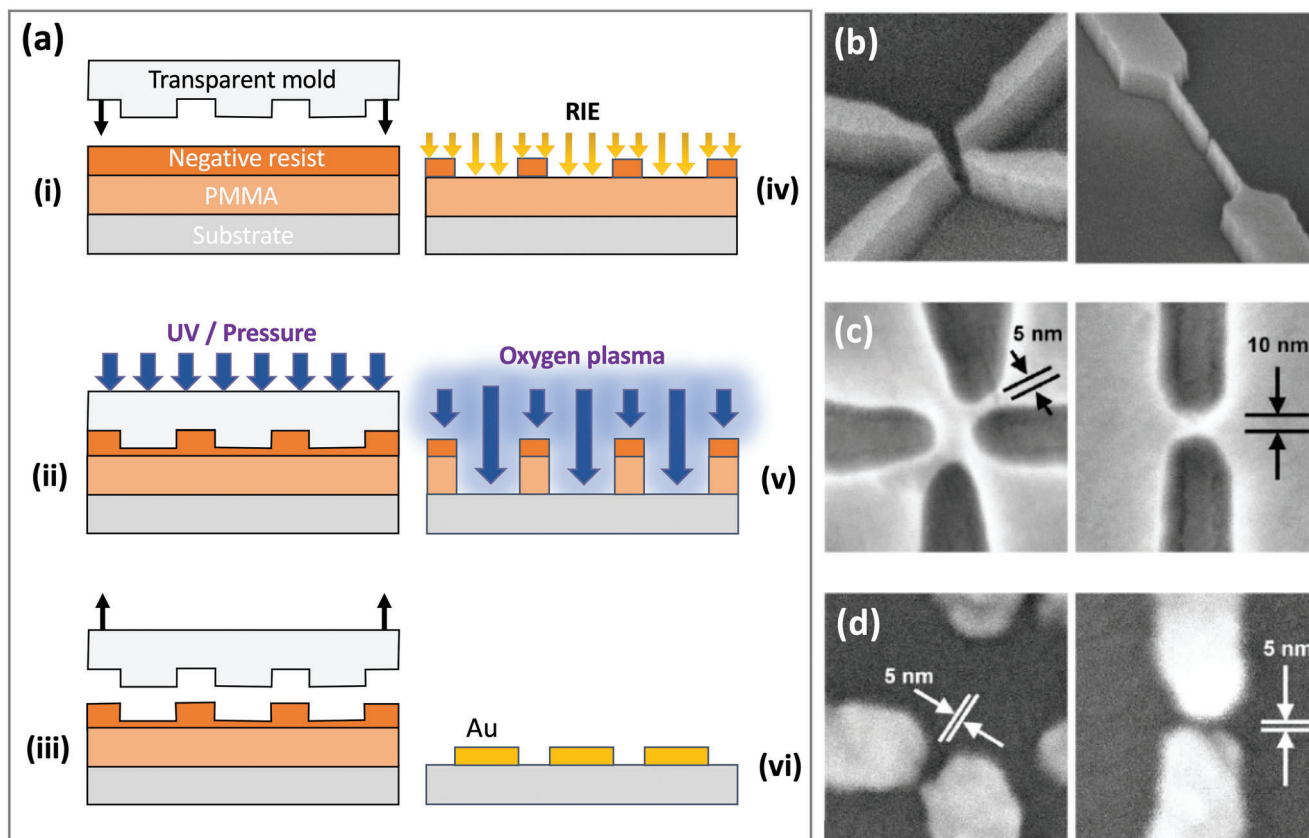 (a)
Transparent mold
Negative resist
PMMA
Substrate
(i)
RIE
(iv)
UV / Pressure
(ii)
Oxygen plasma
(v)
(iii)
Au
(vi)
(b)
(c)
5 nm
10 nm
(d)
5 nm
5 nm